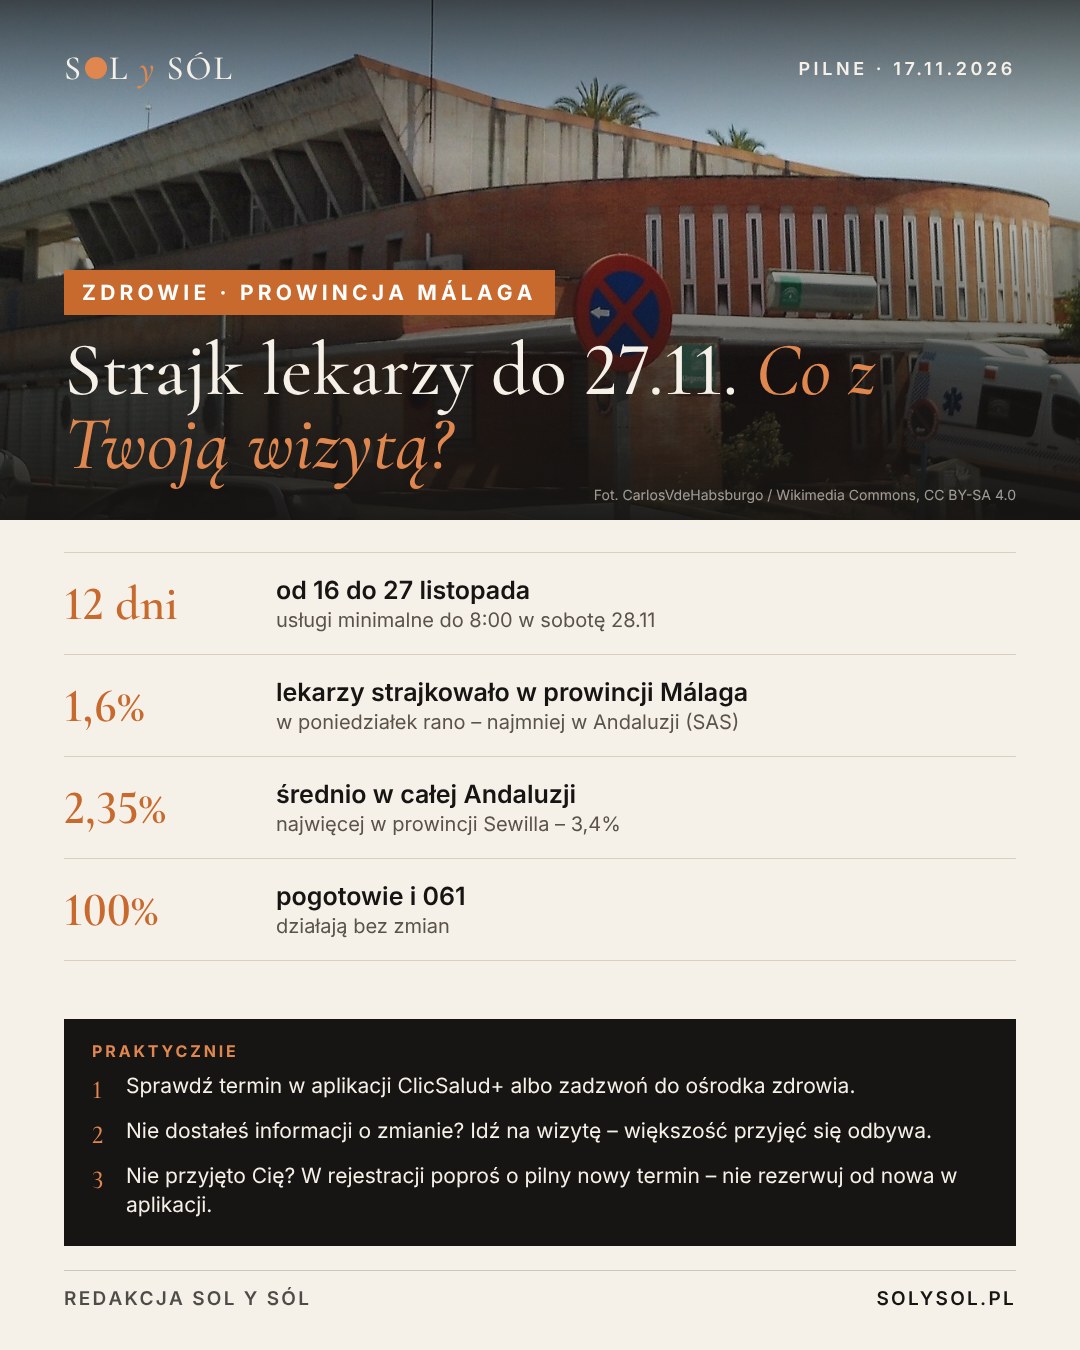 SOL y SÓL
PILNE · 17.11.2026
ZDROWIE · PROWINCJA MÁLAGA
Strajk lekarzy do 27.11. Co z
Twoją wizytą?
Fot. CarlosVdeHabsburgo / Wikimedia Commons, CC BY-SA 4.0
12 dni
od 16 do 27 listopada
usługi minimalne do 8:00 w sobotę 28.11
1,6%
lekarzy strajkowało w prowincji Málaga
w poniedziałek rano – najmniej w Andaluzji (SAS)
2,35%
średnio w całej Andaluzji
najwięcej w prowincji Sewilla – 3,4%
100%
pogotowie i 061
działają bez zmian
PRAKTYCZNIE
1 Sprawdź termin w aplikacji ClicSalud+ albo zadzwoń do ośrodka zdrowia.
2 Nie dostałeś informacji o zmianie? Idź na wizytę – większość przyjęć się odbywa.
3 Nie przyjęto Cię? W rejestracji poproś o pilny nowy termin – nie rezerwuj od nowa w
aplikacji.
REDAKCJA SOL Y SÓL
SOLYSOL.PL